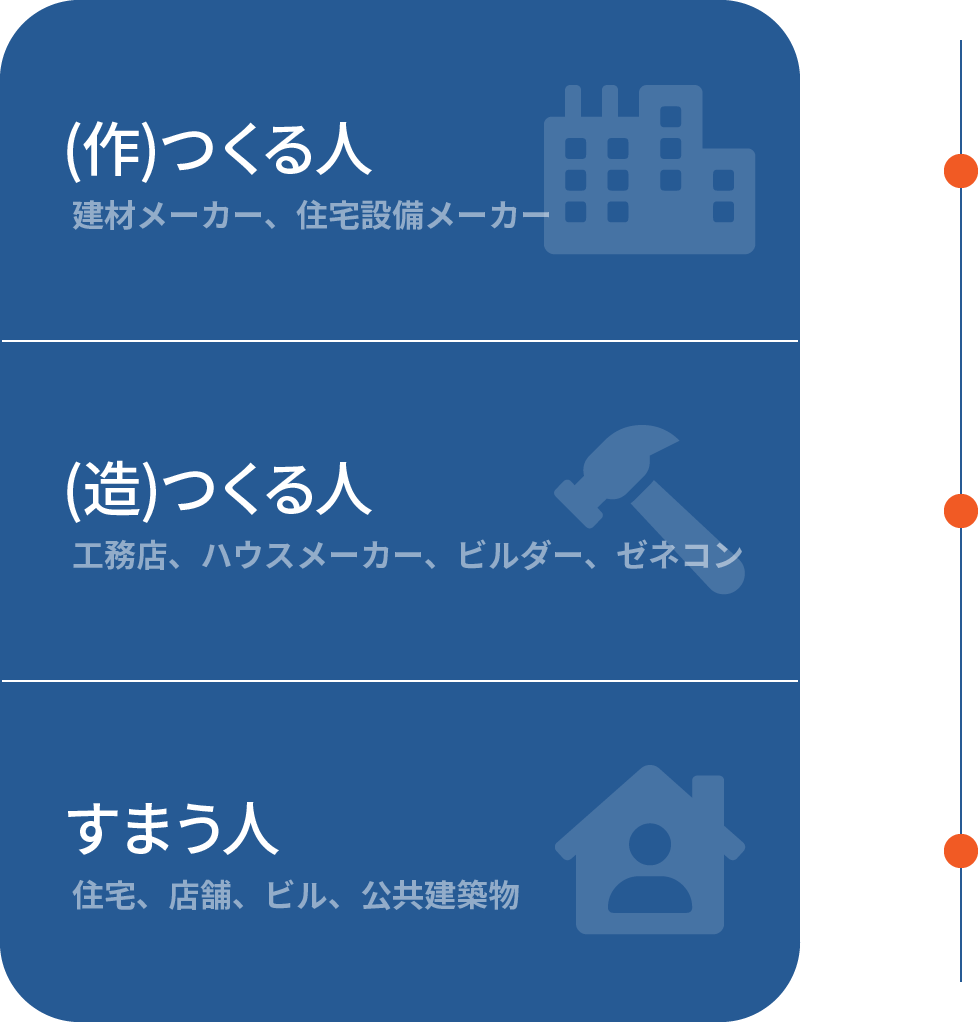 (作)つくる人
建材メーカー、住宅設備メーカー
(造)つくる人
工務店、ハウスメーカー、ビルダー、ゼネコン
すまう人
住宅、店舗、ビル、公共建築物